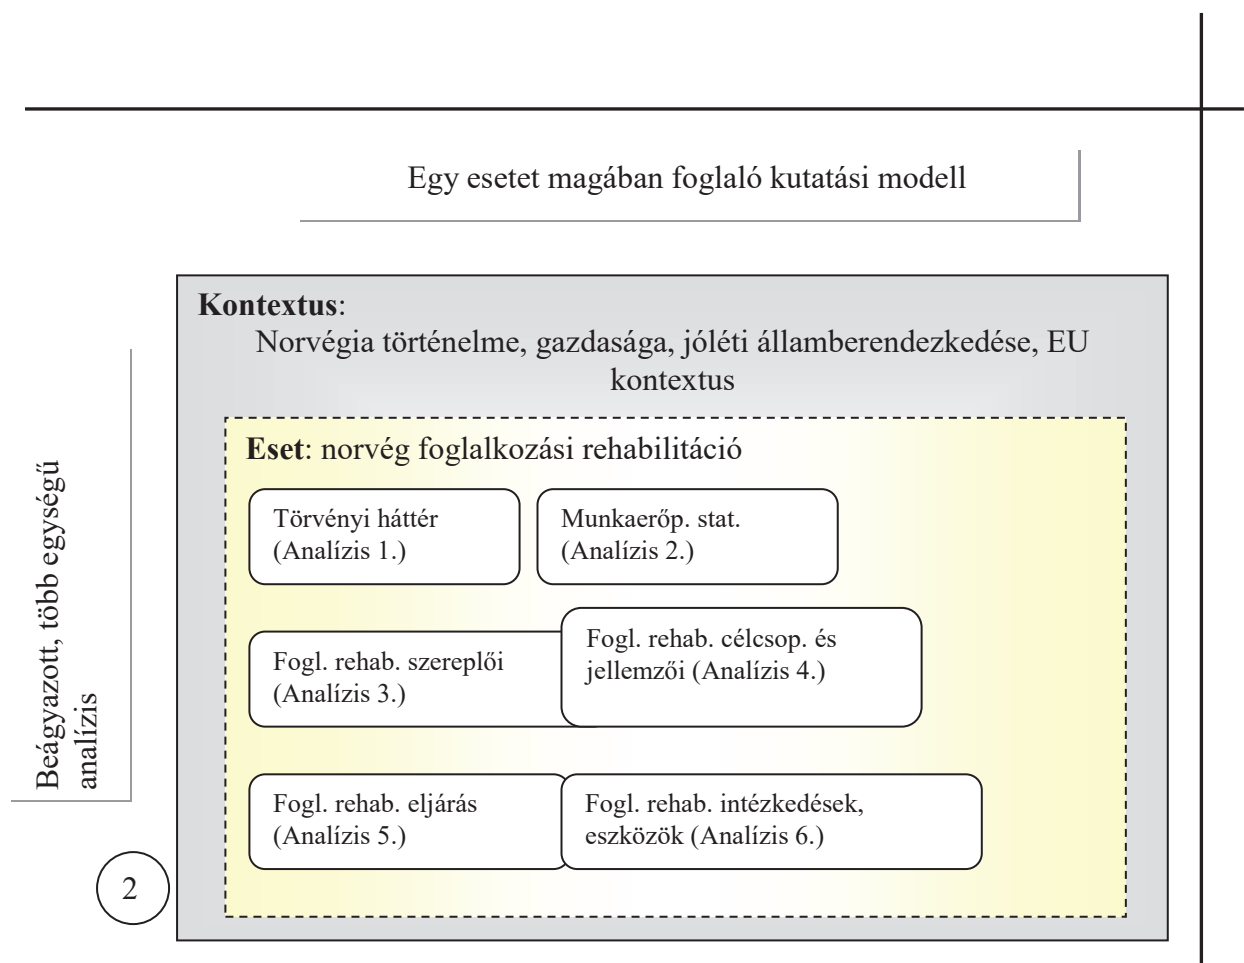 Egy esetet magában foglaló kutatási modell
Kontextus:
Norvégia történelme, gazdasága, jóléti államberendezkedése, EU
kontextus
Eset: norvég foglalkozási rehabilitáció
Törvényi háttér
(Analízis 1.)
Munkaerőp. stat.
(Analízis 2.)
Fogl. rehab. szereplői
(Analízis 3.)
Fogl. rehab. célcsop. és
jellemzői (Analízis 4.)
Fogl. rehab. eljárás
(Analízis 5.)
Fogl. rehab. intézkedések,
eszközök (Analízis 6.)
Beágyazott, több egységű
analízis
2